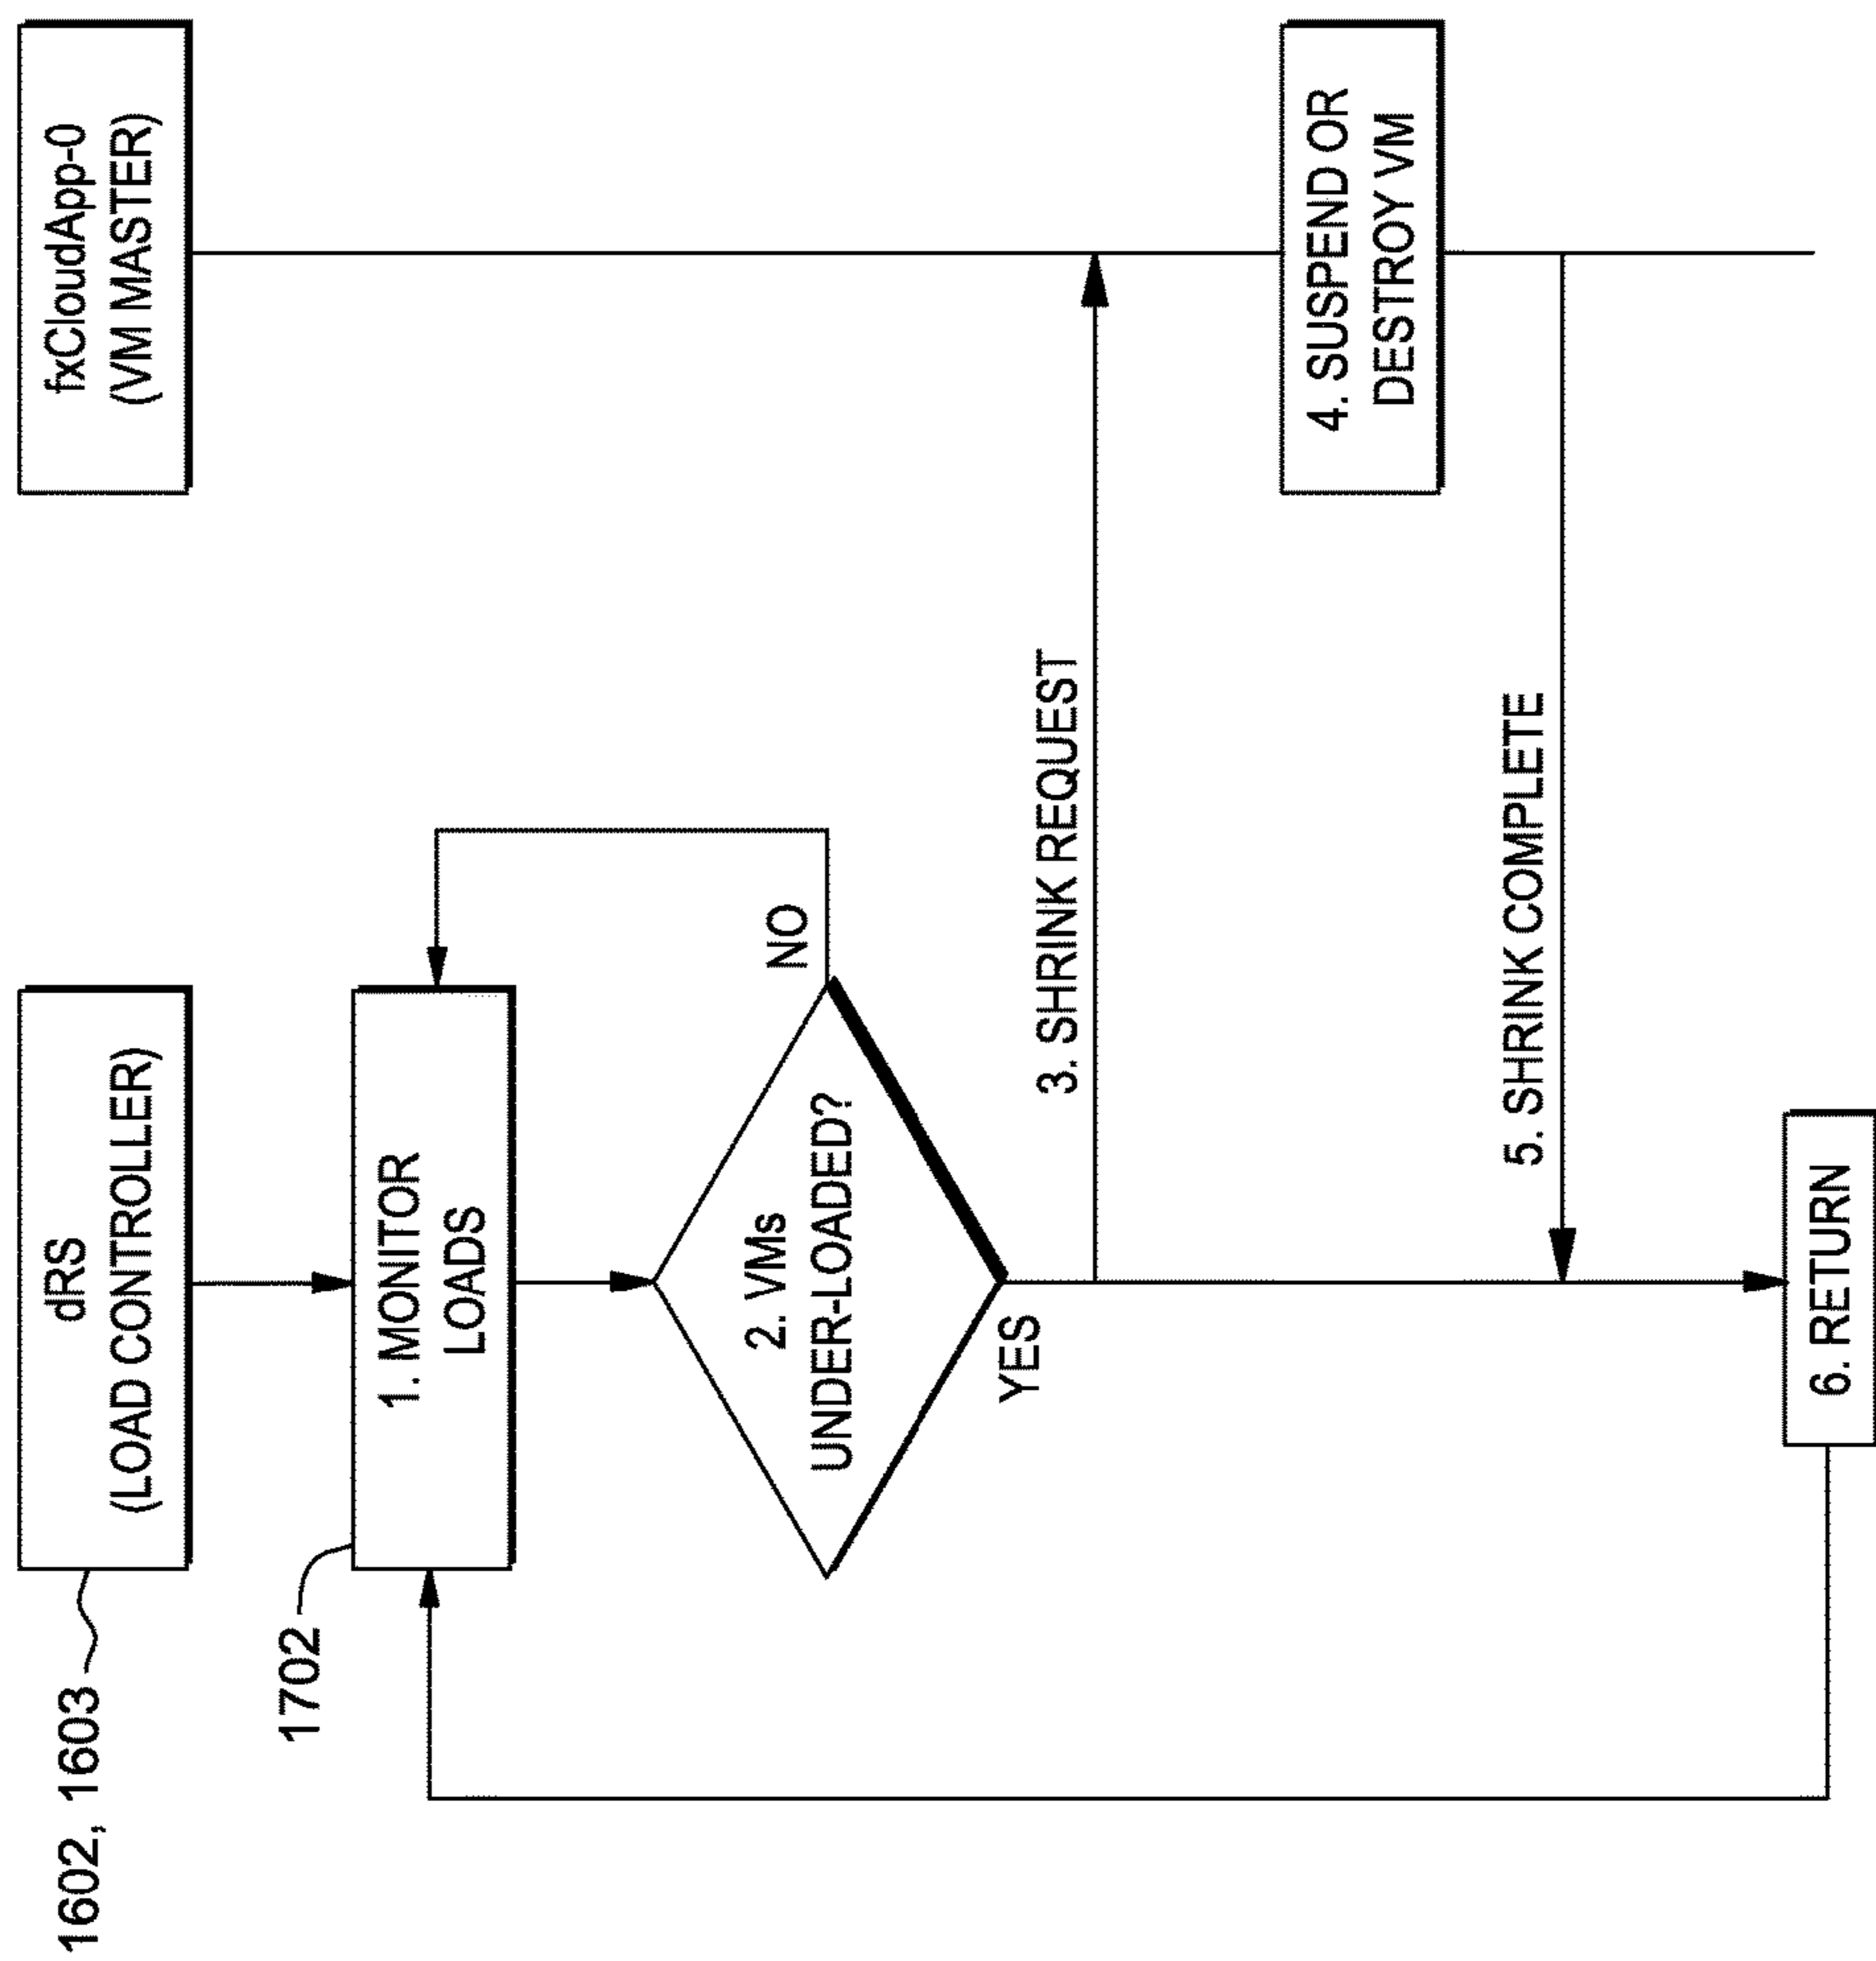 1602, 1603
dRS
(LOAD CONTROLLER)
fxCloudApp-0
(VM MASTER)
1702
1. MONITOR
LOADS
2. VMs
UNDER-LOADED?
NO
YES
3. SHRINK REQUEST
4. SUSPEND OR
DESTROY VM
5. SHRINK COMPLETE
6. RETURN